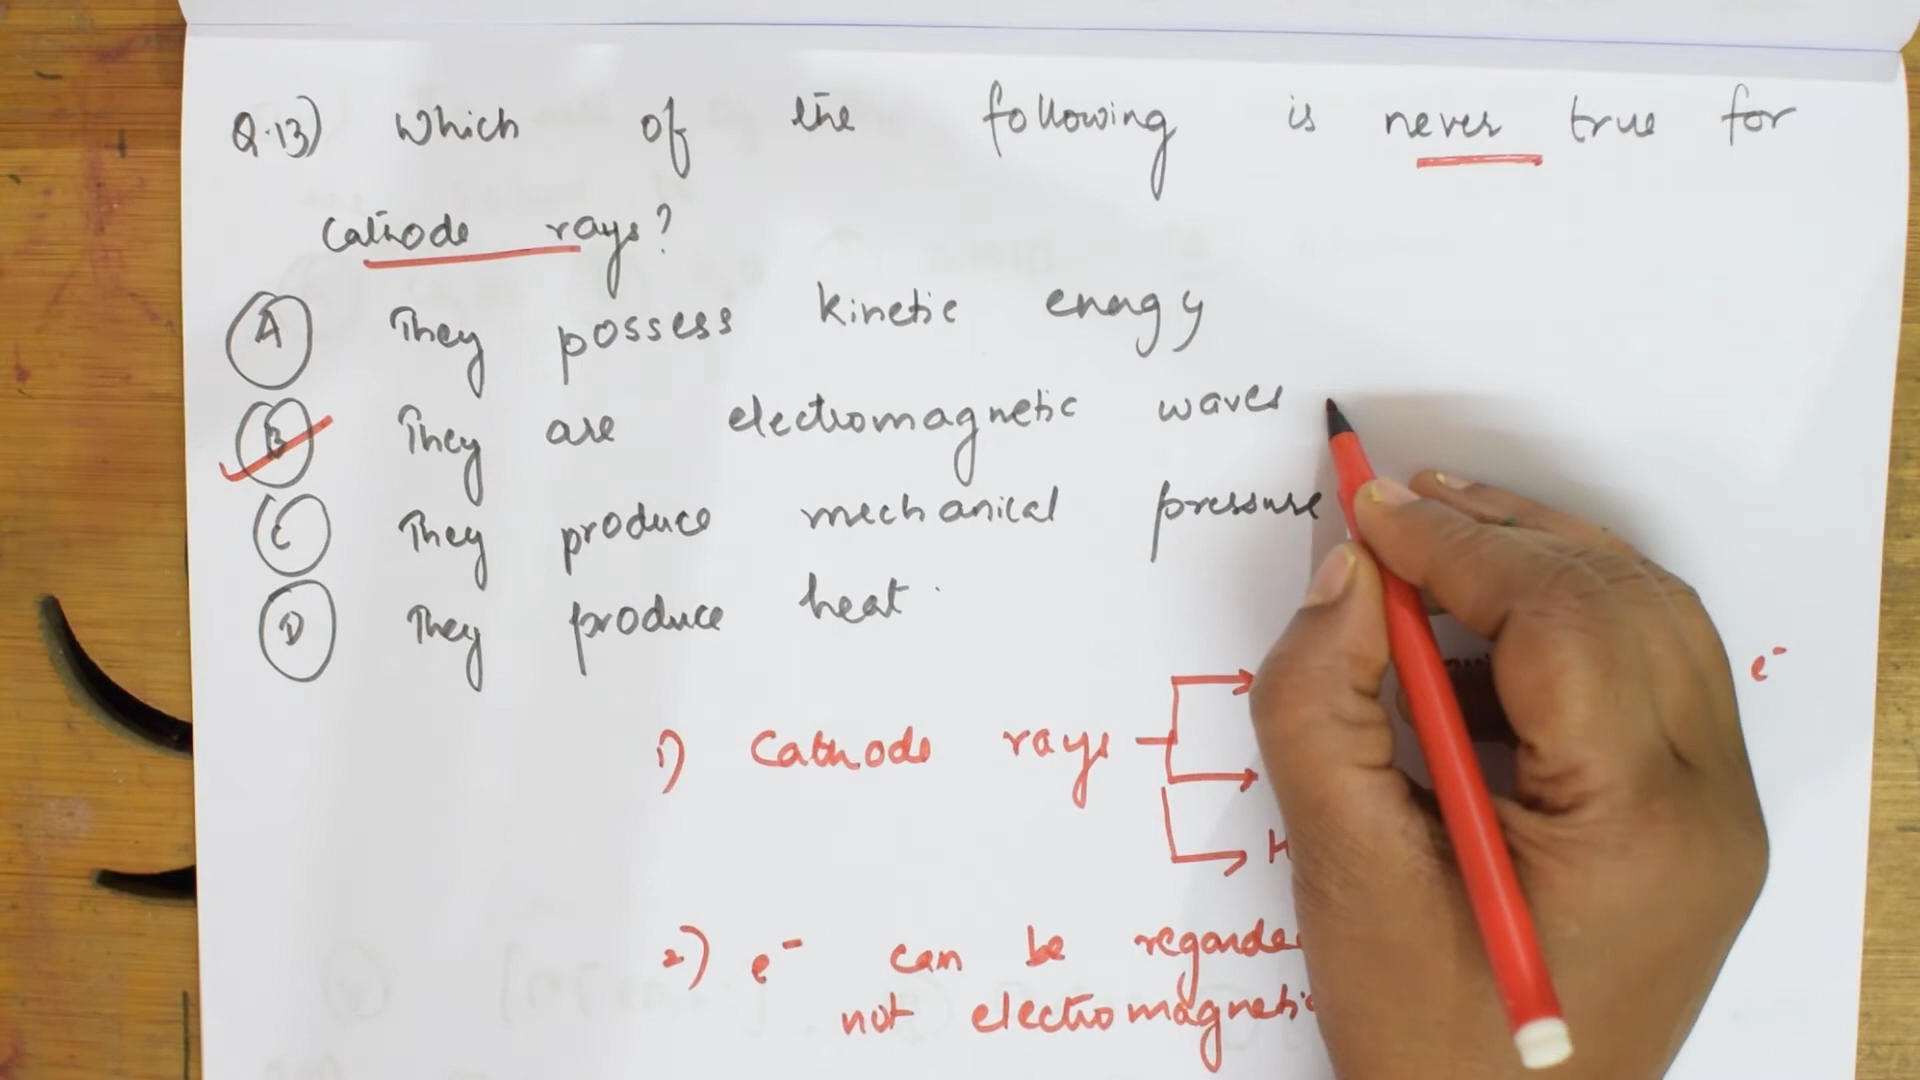 Q.13) Which of the following is never true for
Cathode rays?
A They possess kinetic energy
B They are electromagnetic waves
C They produce mechanical pressure
D They produce heat.
e-
1) Cathode rays
H
2) e- can be regarde
not electromagnetic